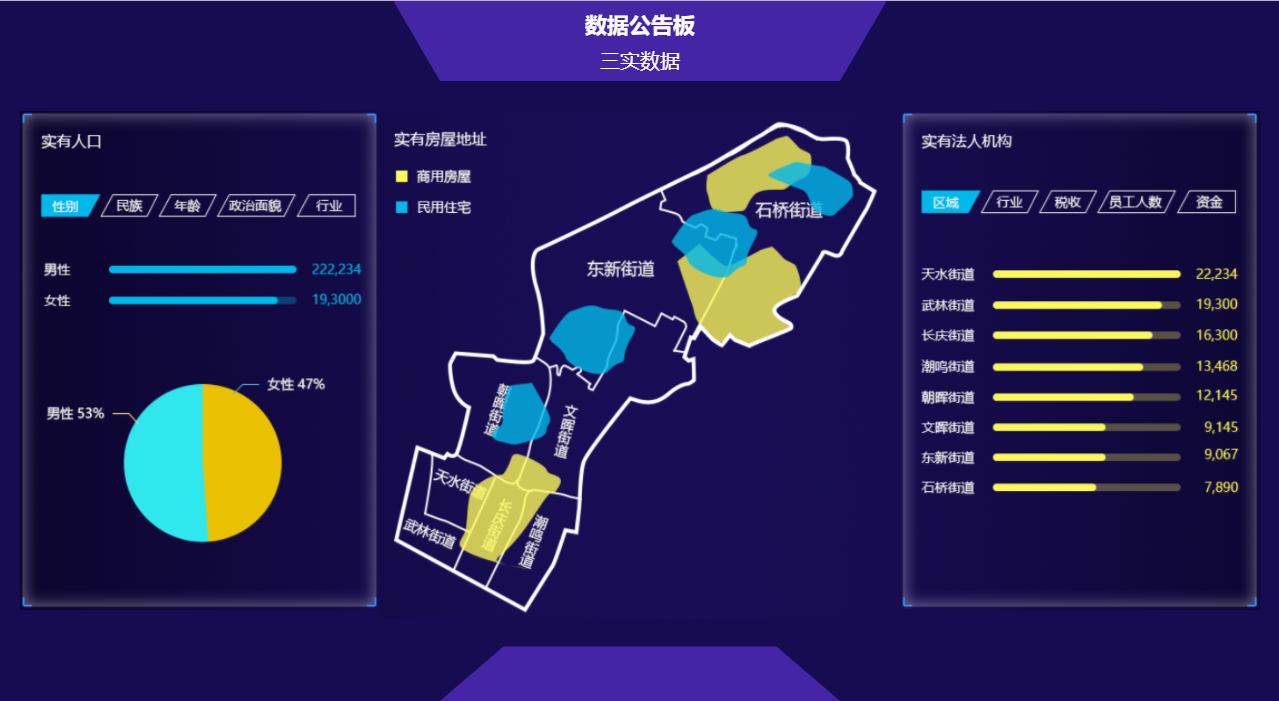 数据公告板
三实数据
实有人口
性别 民族 年龄 政治面貌 行业
男性 222,234
女性 19,3000
女性 47%
男性 53%
实有房屋地址
商用房屋
民用住宅
石桥街道
东新街道
朝晖街道
文晖街道
天水街道
长庆街道
武林街道
潮鸣街道
实有法人机构
区域 行业 税收 员工人数 资金
天水街道 22,234
武林街道 19,300
长庆街道 16,300
潮鸣街道 13,468
朝晖街道 12,145
文晖街道 9,145
东新街道 9,067
石桥街道 7,890